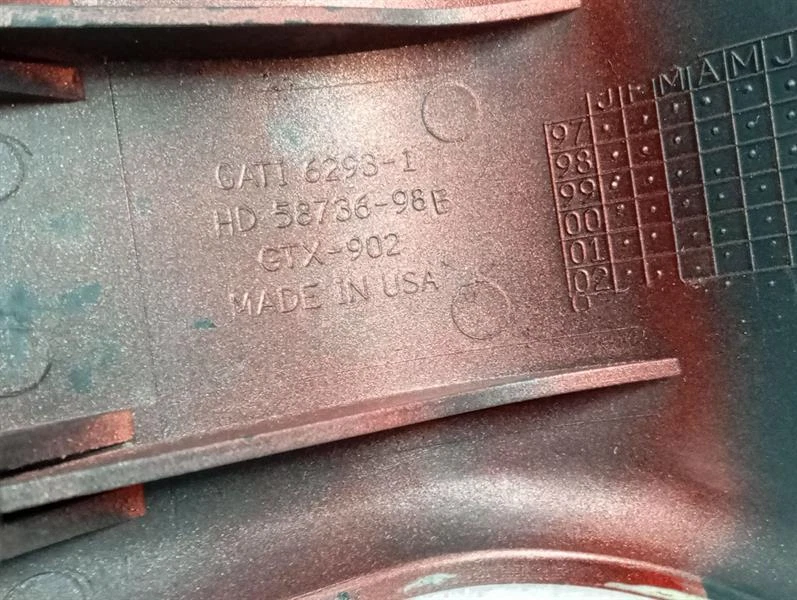 GATI 6293-1
HD 58736-98E
GTX-902
MADE IN USA
J F M A M J
97
98
99
00
01
02